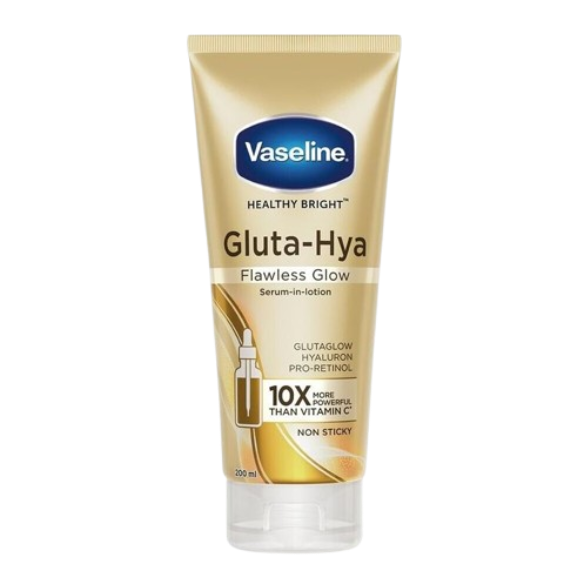 Vaseline®
HEALTHY BRIGHT™
Gluta-Hya
Flawless Glow
Serum-in-lotion
GLUTAGLOW
HYALURON
PRO-RETINOL
10X MORE
POWERFUL
THAN VITAMIN C*
NON STICKY
200 ml